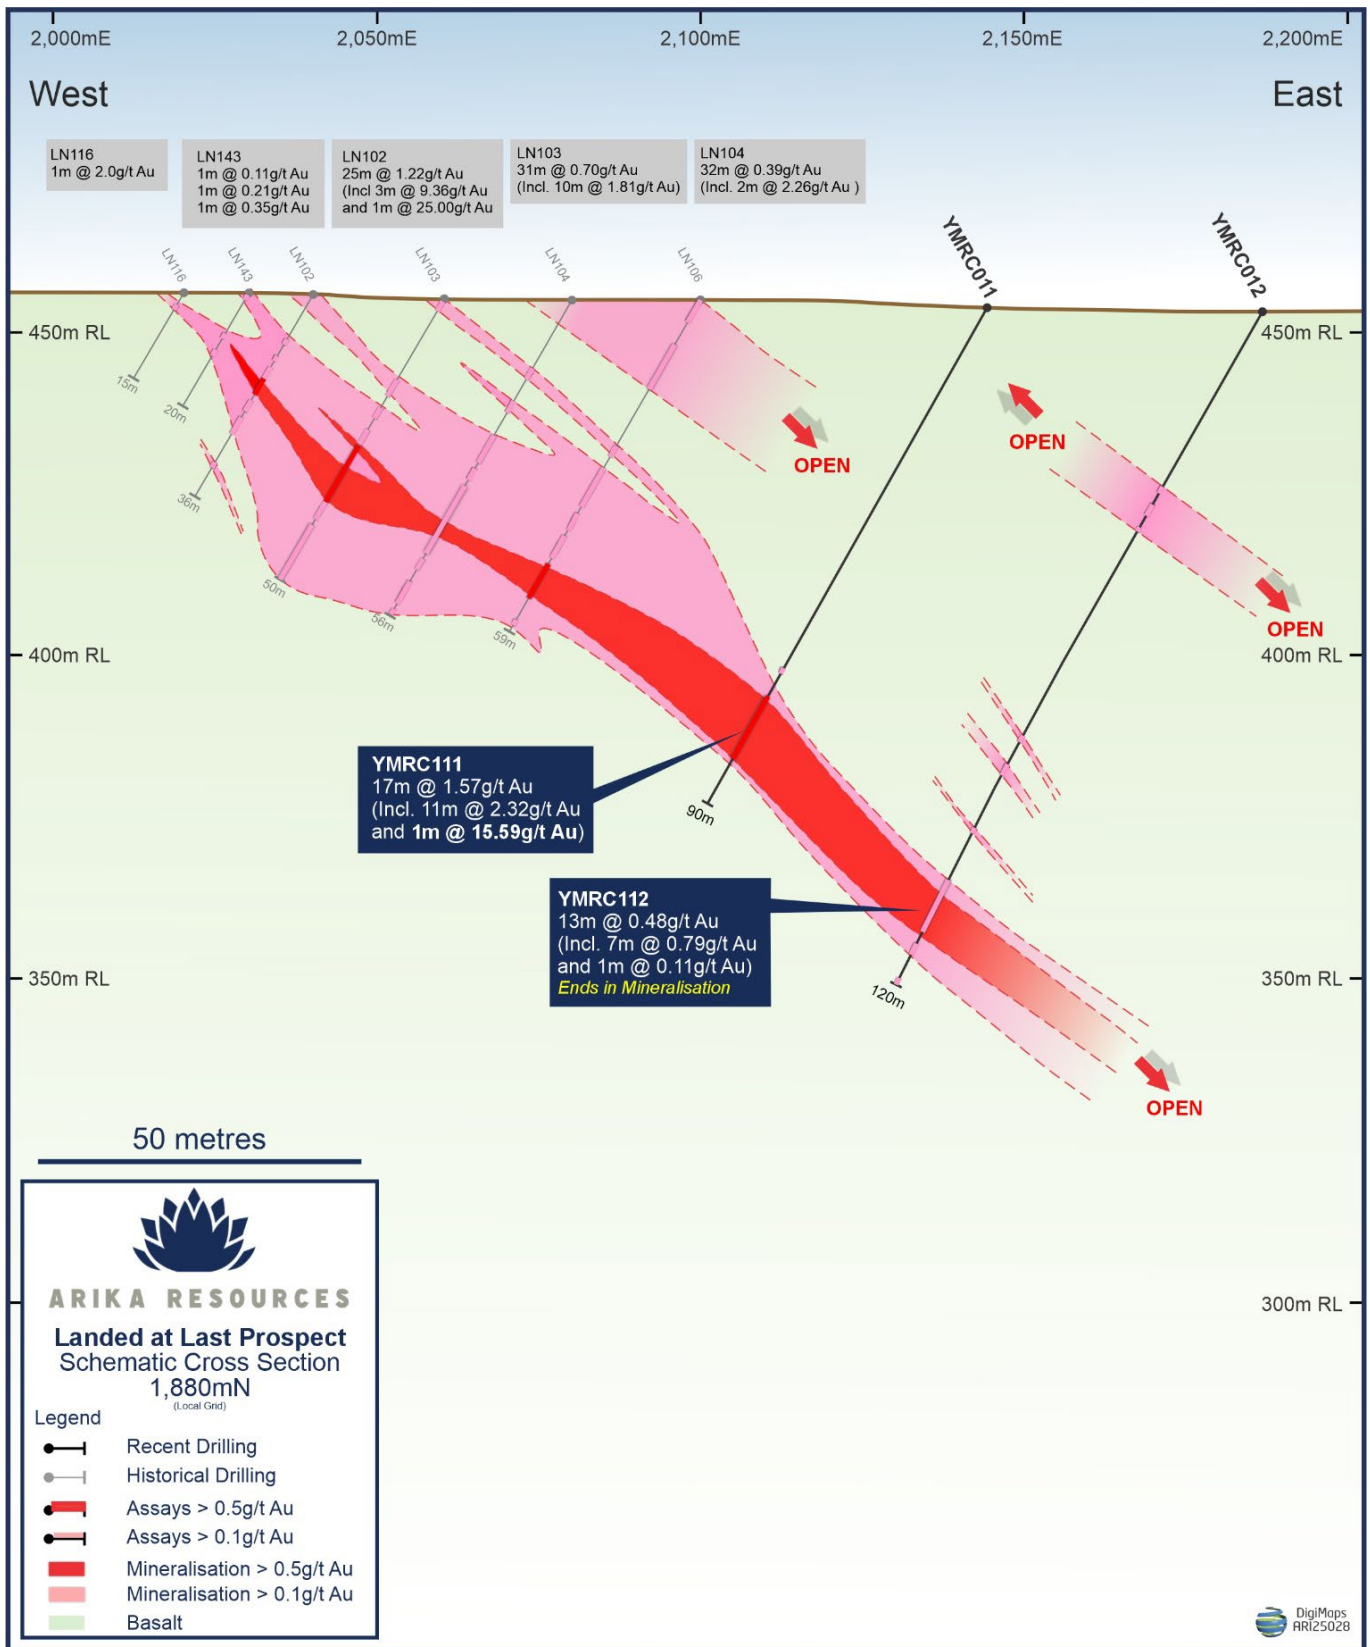 2,000mE
2,050mE
2,100mE
2,150mE
2,200mE
West
East
LN116
1m @ 2.0g/t Au
LN143
1m @ 0.11g/t Au
1m @ 0.21g/t Au
1m @ 0.35g/t Au
LN102
25m @ 1.22g/t Au
(Incl 3m @ 9.36g/t Au
and 1m @ 25.00g/t Au
LN103
31m @ 0.70g/t Au
(Incl. 10m @ 1.81g/t Au)
LN104
32m @ 0.39g/t Au
(Incl. 2m @ 2.26g/t Au )
LN116
LN143
LN102
LN103
LN104
LN106
YMRC011
YMRC012
450m RL
450m RL
15m
20m
36m
50m
56m
59m
OPEN
OPEN
OPEN
400m RL
400m RL
YMRC111
17m @ 1.57g/t Au
(Incl. 11m @ 2.32g/t Au
and 1m @ 15.59g/t Au)
90m
YMRC112
13m @ 0.48g/t Au
(Incl. 7m @ 0.79g/t Au
and 1m @ 0.11g/t Au)
Ends in Mineralisation
120m
350m RL
350m RL
OPEN
50 metres
300m RL
ARIKA RESOURCES
Landed at Last Prospect
Schematic Cross Section
1,880mN
(Local Grid)
Legend
Recent Drilling
Historical Drilling
Assays > 0.5g/t Au
Assays > 0.1g/t Au
Mineralisation > 0.5g/t Au
Mineralisation > 0.1g/t Au
Basalt
DigiMaps
ARI25028